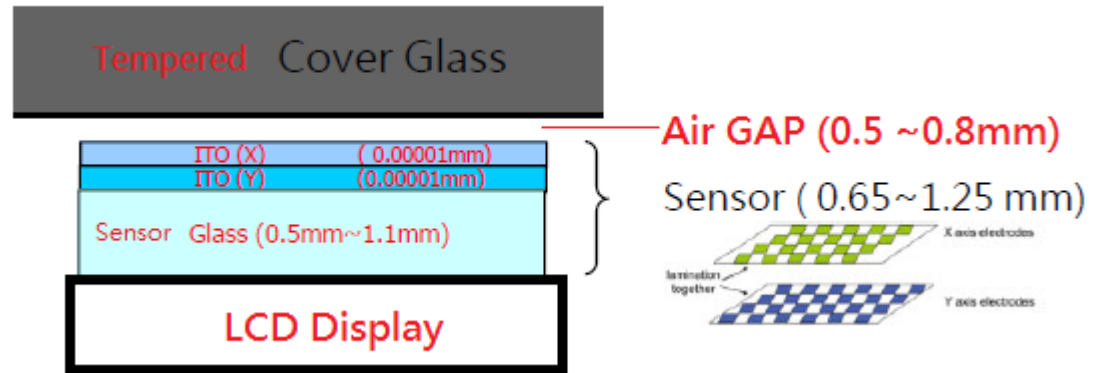 Tempered Cover Glass
Air GAP (0.5 ~0.8mm)
ITO (X) ( 0.00001mm)
ITO (Y) (0.00001mm)
Sensor Glass (0.5mm~1.1mm)
Sensor ( 0.65~1.25 mm)
X axis electrodes
lamination
together
Y axis electrodes
LCD Display